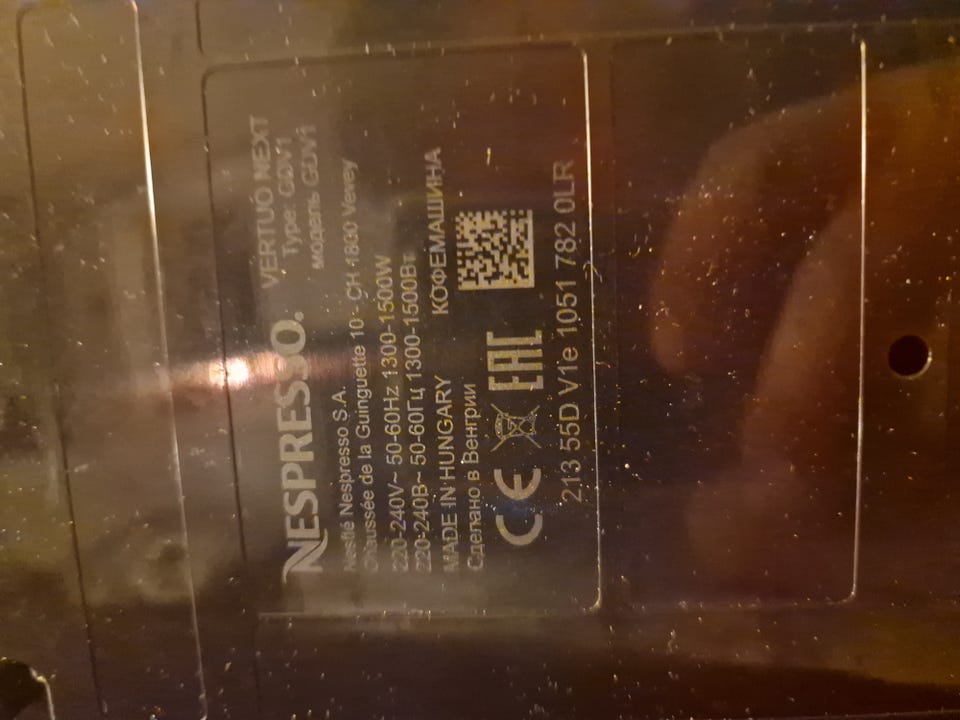 NESPRESSO.
VERTUO NEXT
Type: GDV1
модель GDV1
Nestlé Nespresso S.A.
Chaussée de la Guinguette 10 - CH 1800 Vevey
220-240V~ 50-60Hz 1300-1500W
220-240В~ 50-60Гц 1300-1500Вт
MADE IN HUNGARY КОФЕМАШИНА
Сделано в Венгрии
CE EAC
213 55D V1e 1051 782 0LR